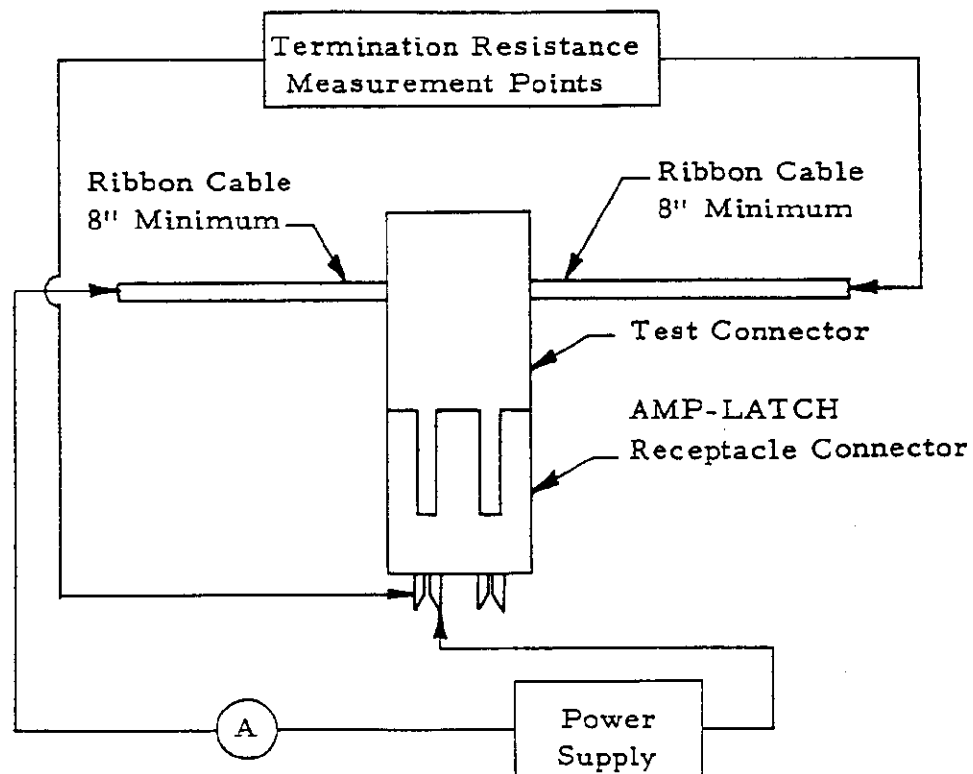 Termination Resistance
Measurement Points
Ribbon Cable
8" Minimum
Ribbon Cable
8" Minimum
Test Connector
AMP-LATCH
Receptacle Connector
A
Power
Supply